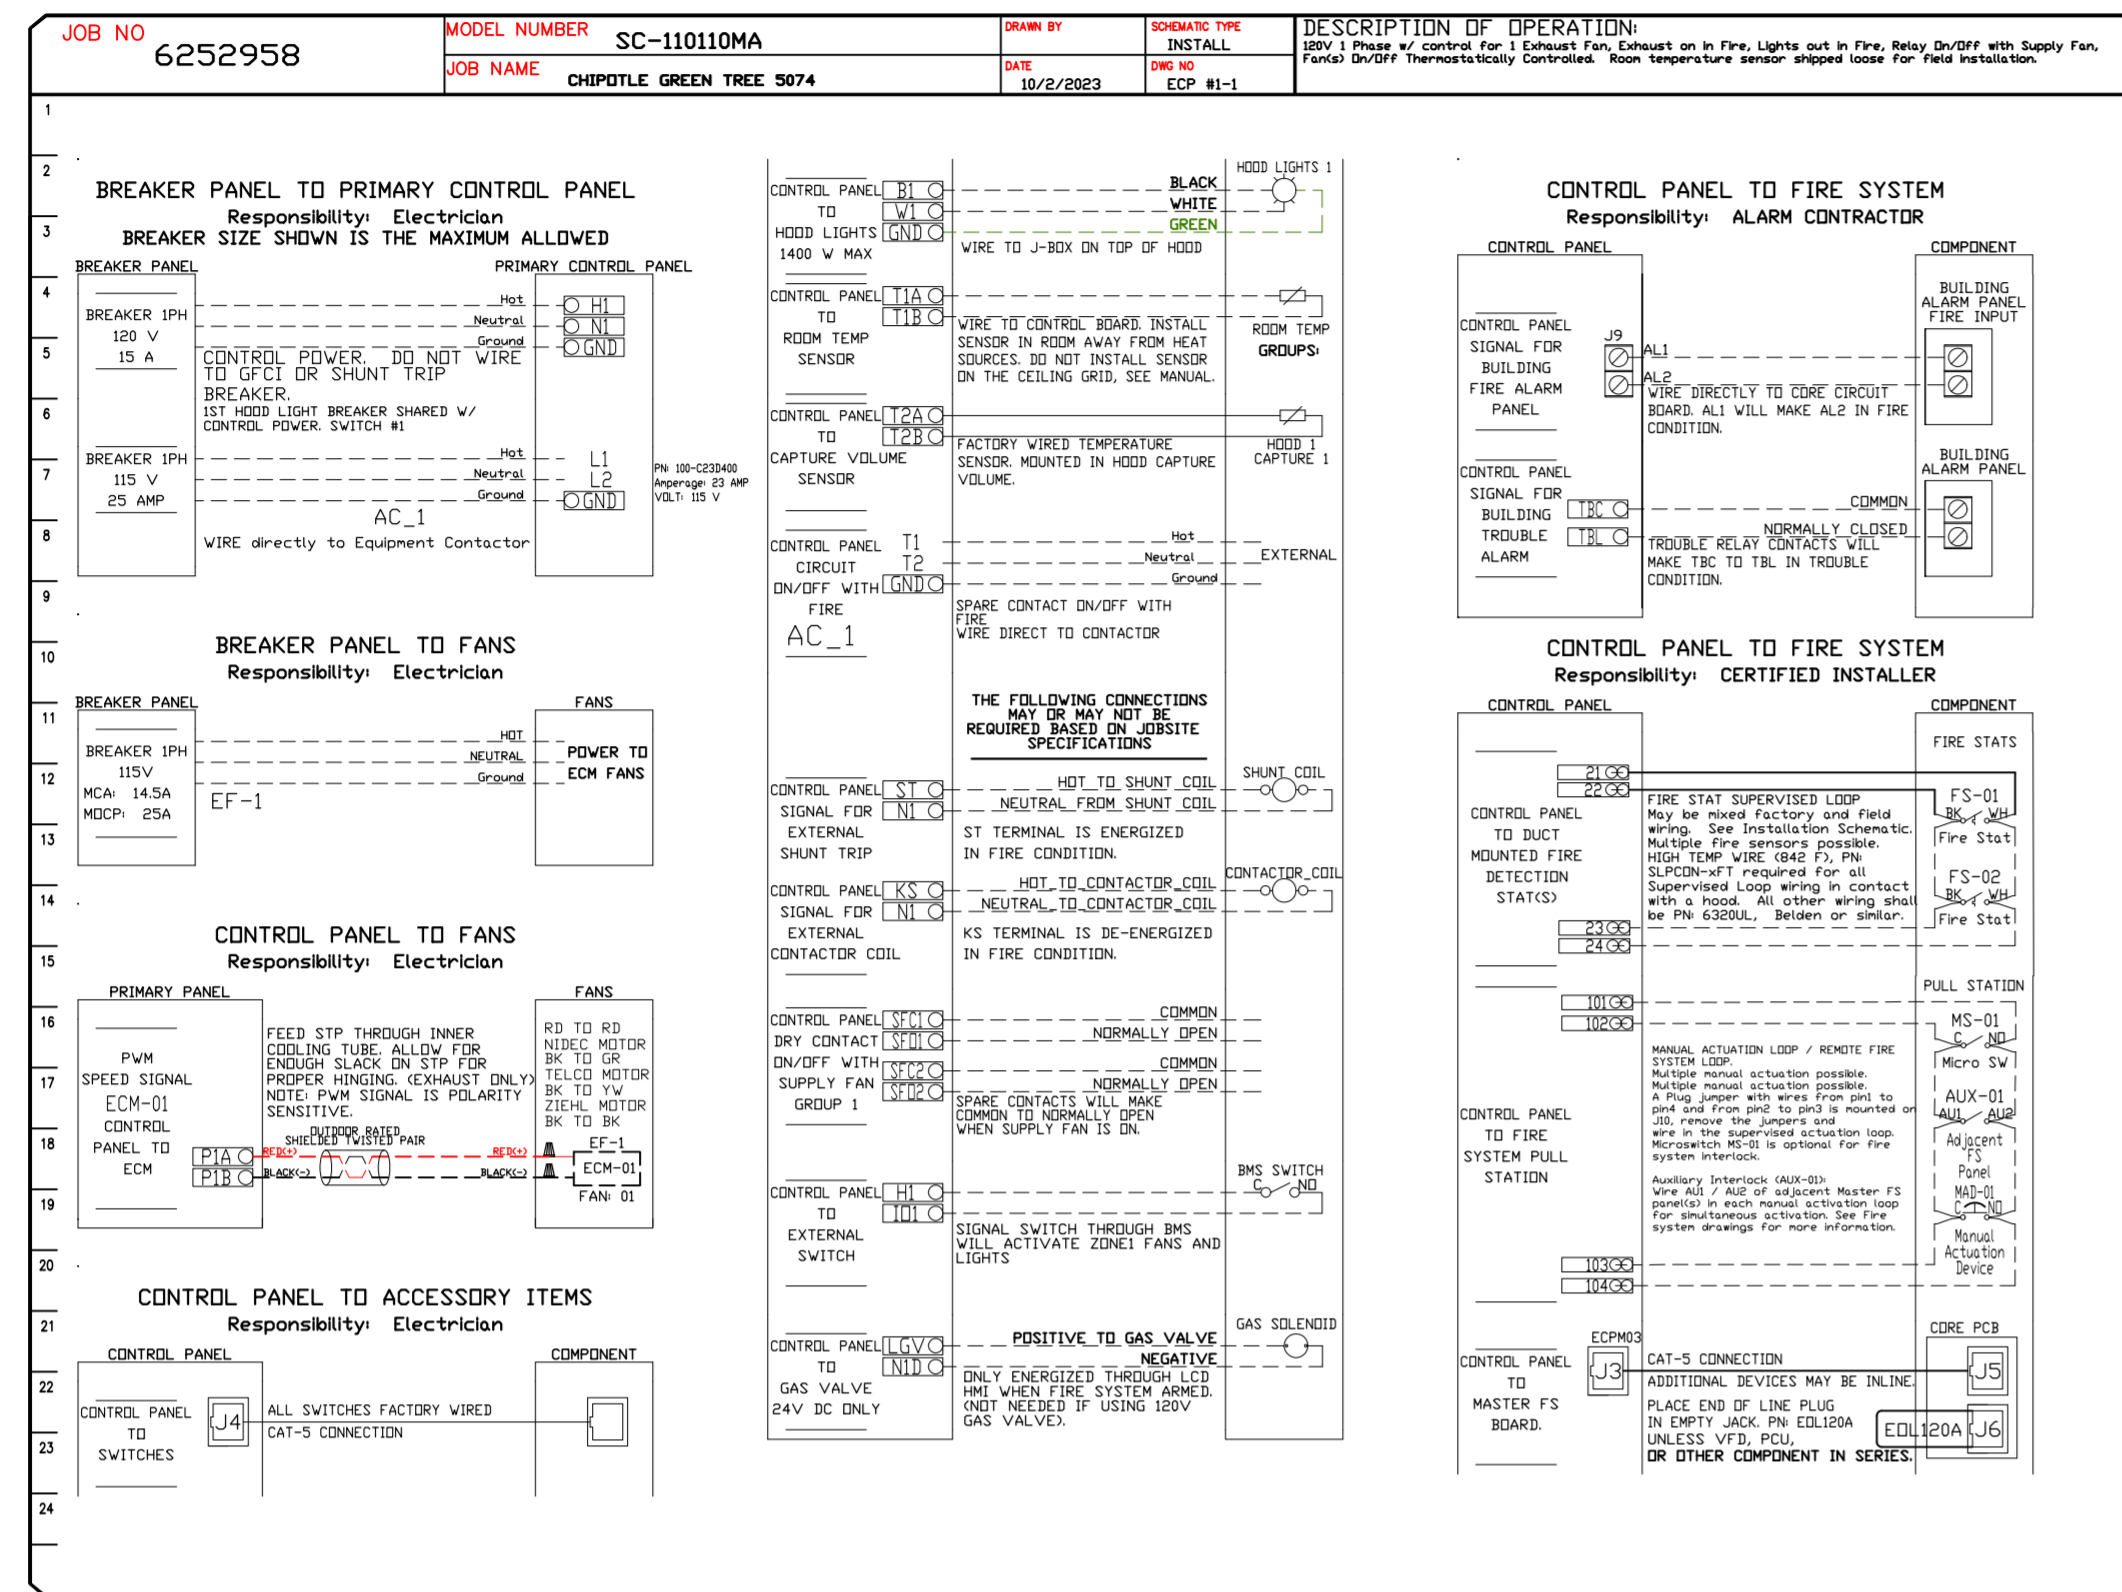 JOB NO
6252958
MODEL NUMBER
SC-110110MA
JOB NAME
CHIPOTLE GREEN TREE 5074
DRAWN BY
SCHEMATIC TYPE
INSTALL
DATE
10/2/2023
DWG NO
ECP #1-1
DESCRIPTION OF OPERATION:
120V 1 Phase w/ control for 1 Exhaust Fan, Exhaust on in Fire, Lights out in Fire, Relay On/Off with Supply Fan,
Fan(s) On/Off Thermostatically Controlled. Room temperature sensor shipped loose for field installation.
1
2
3
4
5
6
7
8
9
10
11
12
13
14
15
16
17
18
19
20
21
22
23
24
BREAKER PANEL TO PRIMARY CONTROL PANEL
Responsibility: Electrician
BREAKER SIZE SHOWN IS THE MAXIMUM ALLOWED
BREAKER PANEL
PRIMARY CONTROL PANEL
BREAKER 1PH
120 V
15 A
Hot
Neutral
Ground
H1
N1
GND
CONTROL POWER. DO NOT WIRE
TO GFCI OR SHUNT TRIP
BREAKER.
1ST HOOD LIGHT BREAKER SHARED W/
CONTROL POWER. SWITCH #1
BREAKER 1PH
115 V
25 AMP
Hot
Neutral
Ground
L1
L2
GND
PN: 100-C23D400
Amperage: 23 AMP
VOLT: 115 V
AC_1
WIRE directly to Equipment Contactor
BREAKER PANEL TO FANS
Responsibility: Electrician
BREAKER PANEL
FANS
BREAKER 1PH
115V
MCA: 14.5A
MOCP: 25A
HOT
NEUTRAL
Ground
POWER TO
ECM FANS
EF-1
CONTROL PANEL TO FANS
Responsibility: Electrician
PRIMARY PANEL
FANS
PWM
SPEED SIGNAL
ECM-01
CONTROL
PANEL TO
ECM
FEED STP THROUGH INNER
COOLING TUBE. ALLOW FOR
ENOUGH SLACK ON STP FOR
PROPER HINGING. (EXHAUST ONLY)
NOTE: PWM SIGNAL IS POLARITY
SENSITIVE.
RD TO RD
NIDEC MOTOR
BK TO GR
TELCO MOTOR
BK TO YW
ZIEHL MOTOR
BK TO BK
OUTDOOR RATED
SHIELDED TWISTED PAIR
P1A
P1B
RED(+)
BLACK(-)
RED(+)
BLACK(-)
EF-1
ECM-01
FAN: 01
CONTROL PANEL TO ACCESSORY ITEMS
Responsibility: Electrician
CONTROL PANEL
COMPONENT
CONTROL PANEL
TO
SWITCHES
J4
ALL SWITCHES FACTORY WIRED
CAT-5 CONNECTION
CONTROL PANEL
TO
HOOD LIGHTS
1400 W MAX
B1
W1
GND
BLACK
WHITE
GREEN
HOOD LIGHTS 1
WIRE TO J-BOX ON TOP OF HOOD
CONTROL PANEL
TO
ROOM TEMP
SENSOR
T1A
T1B
WIRE TO CONTROL BOARD. INSTALL
SENSOR IN ROOM AWAY FROM HEAT
SOURCES. DO NOT INSTALL SENSOR
ON THE CEILING GRID, SEE MANUAL.
ROOM TEMP
GROUPS:
CONTROL PANEL
TO
CAPTURE VOLUME
SENSOR
T2A
T2B
FACTORY WIRED TEMPERATURE
SENSOR. MOUNTED IN HOOD CAPTURE
VOLUME.
HOOD 1
CAPTURE 1
CONTROL PANEL
CIRCUIT
ON/OFF WITH
FIRE
AC_1
T1
T2
GND
Hot
Neutral
Ground
EXTERNAL
SPARE CONTACT ON/OFF WITH
FIRE
WIRE DIRECT TO CONTACTOR
THE FOLLOWING CONNECTIONS
MAY OR MAY NOT BE
REQUIRED BASED ON JOBSITE
SPECIFICATIONS
CONTROL PANEL
SIGNAL FOR
EXTERNAL
SHUNT TRIP
ST
N1
HOT TO SHUNT COIL
NEUTRAL FROM SHUNT COIL
SHUNT COIL
ST TERMINAL IS ENERGIZED
IN FIRE CONDITION.
CONTROL PANEL
SIGNAL FOR
EXTERNAL
CONTACTOR COIL
KS
N1
HOT_TO_CONTACTOR_COIL
NEUTRAL_TO_CONTACTOR_COIL
CONTACTOR_COIL
KS TERMINAL IS DE-ENERGIZED
IN FIRE CONDITION.
CONTROL PANEL
DRY CONTACT
ON/OFF WITH
SUPPLY FAN
GROUP 1
SFC1
SFO1
SFC2
SFO2
COMMON
NORMALLY OPEN
COMMON
NORMALLY OPEN
SPARE CONTACTS WILL MAKE
COMMON TO NORMALLY OPEN
WHEN SUPPLY FAN IS ON.
CONTROL PANEL
TO
EXTERNAL
SWITCH
H1
IO1
BMS SWITCH
C NO
SIGNAL SWITCH THROUGH BMS
WILL ACTIVATE ZONE1 FANS AND
LIGHTS
CONTROL PANEL
TO
GAS VALVE
24V DC ONLY
LGV
N1D
POSITIVE TO GAS VALVE
NEGATIVE
GAS SOLENOID
ONLY ENERGIZED THROUGH LCD
HMI WHEN FIRE SYSTEM ARMED.
(NOT NEEDED IF USING 120V
GAS VALVE).
CONTROL PANEL TO FIRE SYSTEM
Responsibility: ALARM CONTRACTOR
CONTROL PANEL
COMPONENT
CONTROL PANEL
SIGNAL FOR
BUILDING
FIRE ALARM
PANEL
J9
AL1
AL2
BUILDING
ALARM PANEL
FIRE INPUT
WIRE DIRECTLY TO CORE CIRCUIT
BOARD. AL1 WILL MAKE AL2 IN FIRE
CONDITION.
CONTROL PANEL
SIGNAL FOR
BUILDING
TROUBLE
ALARM
TBC
TBL
COMMON
NORMALLY CLOSED
BUILDING
ALARM PANEL
TROUBLE RELAY CONTACTS WILL
MAKE TBC TO TBL IN TROUBLE
CONDITION.
CONTROL PANEL TO FIRE SYSTEM
Responsibility: CERTIFIED INSTALLER
CONTROL PANEL
COMPONENT
CONTROL PANEL
TO DUCT
MOUNTED FIRE
DETECTION
STAT(S)
21
22
23
24
FIRE STAT SUPERVISED LOOP
May be mixed factory and field
wiring. See Installation Schematic.
Multiple fire sensors possible.
HIGH TEMP WIRE (842 F), PN:
SLPCON-xFT required for all
Supervised Loop wiring in contact
with a hood. All other wiring shall
be PN: 6320UL, Belden or similar.
FIRE STATS
FS-01
BK WH
Fire Stat
FS-02
BK WH
Fire Stat
CONTROL PANEL
TO FIRE
SYSTEM PULL
STATION
101
102
103
104
MANUAL ACTUATION LOOP / REMOTE FIRE
SYSTEM LOOP.
Multiple manual actuation possible.
Multiple manual actuation possible.
A Plug jumper with wires from pin1 to
pin4 and from pin2 to pin3 is mounted on
J10, remove the jumpers and
wire in the supervised actuation loop.
Microswitch MS-01 is optional for fire
system interlock.
Auxiliary Interlock (AUX-01):
Wire AU1 / AU2 of adjacent Master FS
panel(s) in each manual activation loop
for simultaneous activation. See Fire
system drawings for more information.
PULL STATION
MS-01
C NO
Micro SW
AUX-01
AU1 AU2
Adjacent
FS
Panel
MAD-01
C NO
Manual
Actuation
Device
CONTROL PANEL
TO
MASTER FS
BOARD.
ECPM03
J3
CAT-5 CONNECTION
ADDITIONAL DEVICES MAY BE INLINE.
PLACE END OF LINE PLUG
IN EMPTY JACK. PN: EOL120A
UNLESS VFD, PCU,
OR OTHER COMPONENT IN SERIES.
CORE PCB
J5
EOL120A
J6